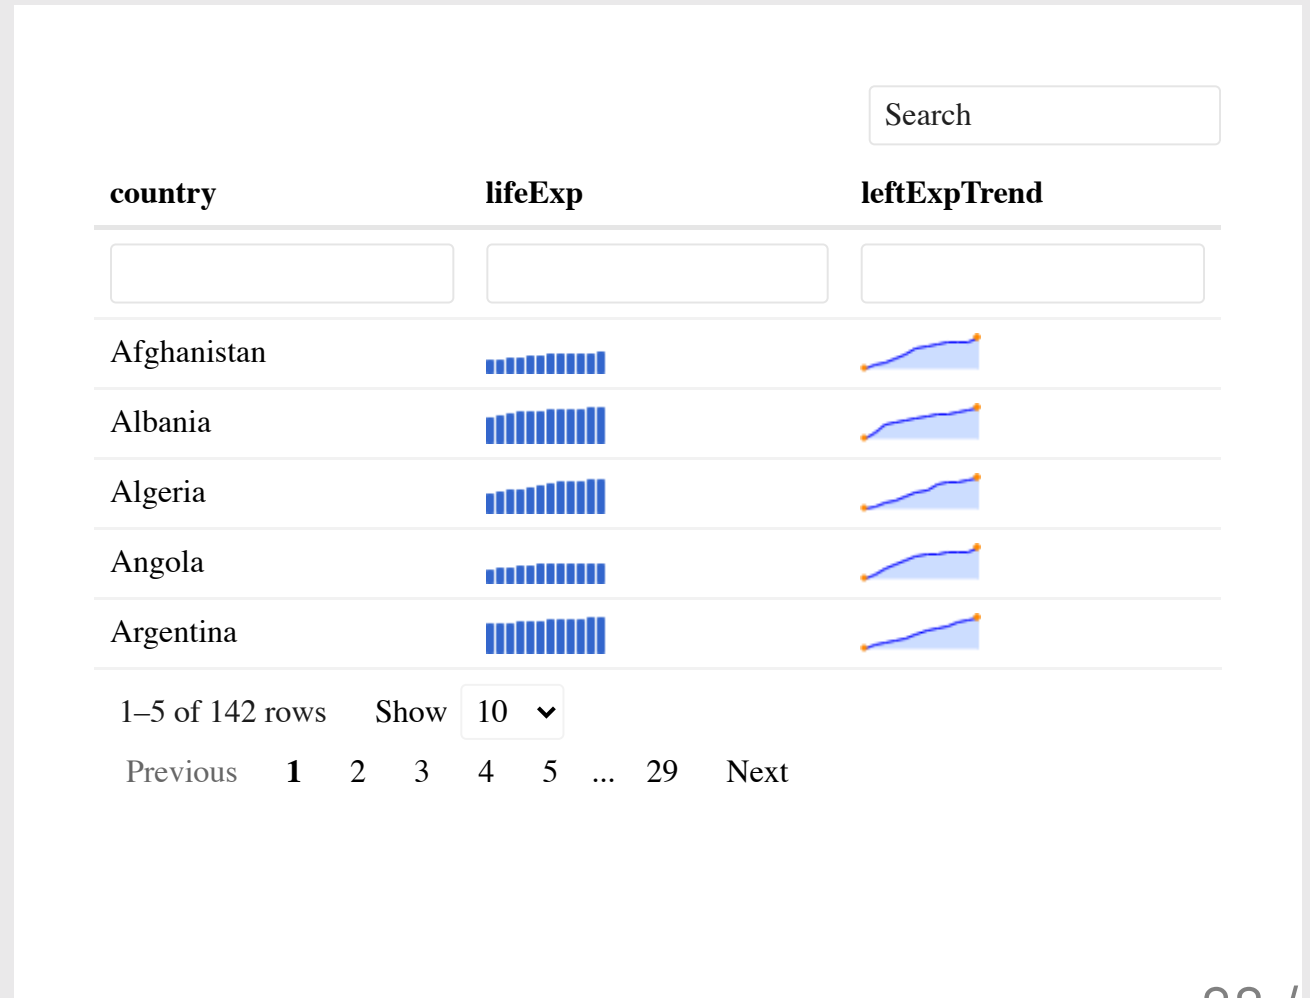 Search
country lifeExp leftExpTrend
Afghanistan
Albania
Algeria
Angola
Argentina
1–5 of 142 rows Show 10
Previous 1 2 3 4 5 ... 29 Next